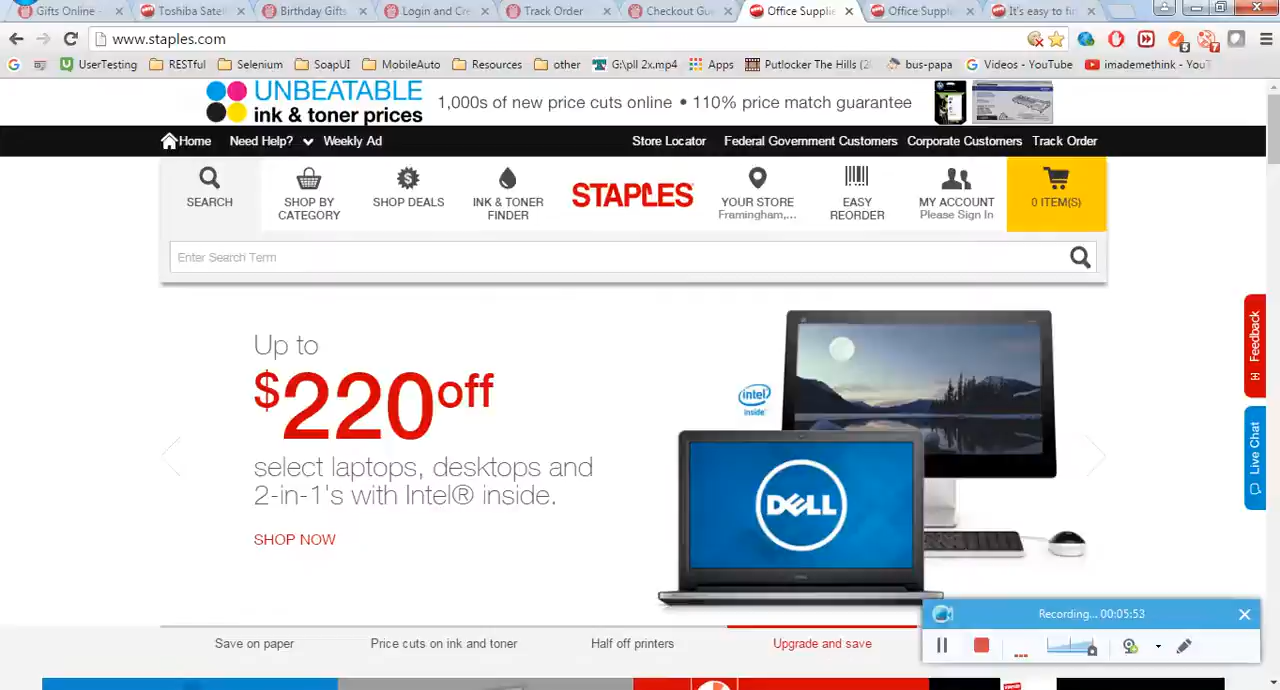 Gifts Online -
Toshiba Satel
Birthday Gifts
Login and Cre
Track Order
Checkout Gu
Office Supplie
Office Suppl
It's easy to fi
www.staples.com
5
7
UserTesting
RESTful
Selenium
SoapUI
MobileAuto
Resources
other
G:\pll 2x.mp4
Apps
Putlocker The Hills (2
bus-papa
Videos - YouTube
imademethink - You
UNBEATABLE
ink & toner prices
1,000s of new price cuts online • 110% price match guarantee
Home
Need Help?
Weekly Ad
Store Locator
Federal Government Customers
Corporate Customers
Track Order
SEARCH
SHOP BY
CATEGORY
SHOP DEALS
INK & TONER
FINDER
STAPLES
YOUR STORE
Framingham,...
EASY
REORDER
MY ACCOUNT
Please Sign In
0 ITEM(S)
Enter Search Term
Up to
$220off
select laptops, desktops and
2-in-1's with Intel® inside.
SHOP NOW
intel
inside
DELL
Feedback
Live Chat
Recording... 00:05:53
Save on paper
Price cuts on ink and toner
Half off printers
Upgrade and save